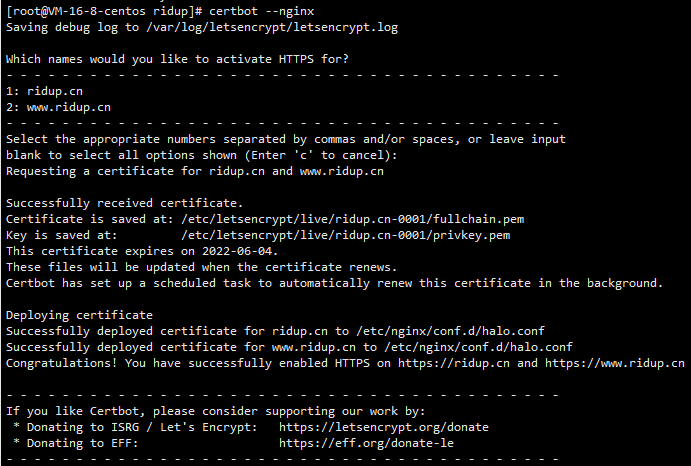 [root@VM-16-8-centos ridup]# certbot --nginx
Saving debug log to /var/log/letsencrypt/letsencrypt.log
Which names would you like to activate HTTPS for?
- - - - - - - - - - - - - - - - - - - - - - - - - - - - - - - - - - - - - - - -
1: ridup.cn
2: www.ridup.cn
- - - - - - - - - - - - - - - - - - - - - - - - - - - - - - - - - - - - - - - -
Select the appropriate numbers separated by commas and/or spaces, or leave input
blank to select all options shown (Enter 'c' to cancel):
Requesting a certificate for ridup.cn and www.ridup.cn
Successfully received certificate.
Certificate is saved at: /etc/letsencrypt/live/ridup.cn-0001/fullchain.pem
Key is saved at:         /etc/letsencrypt/live/ridup.cn-0001/privkey.pem
This certificate expires on 2022-06-04.
These files will be updated when the certificate renews.
Certbot has set up a scheduled task to automatically renew this certificate in the background.
Deploying certificate
Successfully deployed certificate for ridup.cn to /etc/nginx/conf.d/halo.conf
Successfully deployed certificate for www.ridup.cn to /etc/nginx/conf.d/halo.conf
Congratulations! You have successfully enabled HTTPS on https://ridup.cn and https://www.ridup.cn
- - - - - - - - - - - - - - - - - - - - - - - - - - - - - - - - - - - - - - - -
If you like Certbot, please consider supporting our work by:
 * Donating to ISRG / Let's Encrypt:   https://letsencrypt.org/donate
 * Donating to EFF:                    https://eff.org/donate-le
- - - - - - - - - - - - - - - - - - - - - - - - - - - - - - - - - - - - - - - -